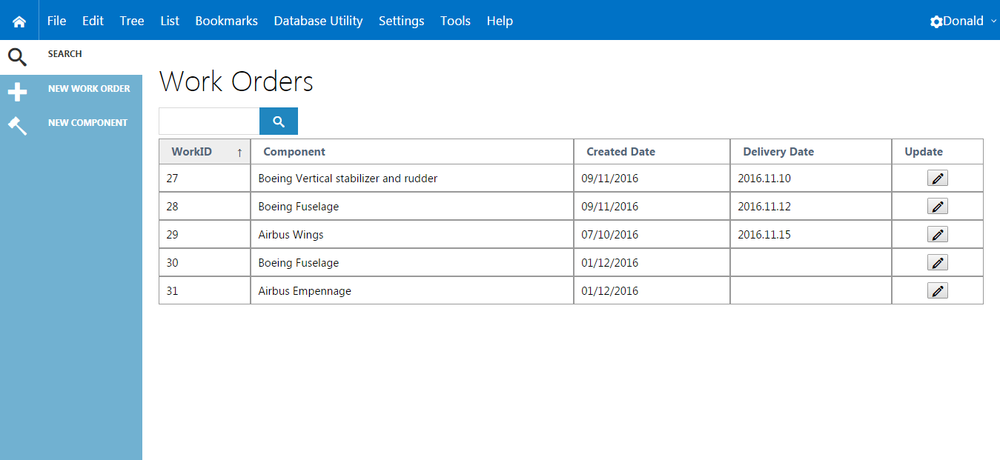 File Edit Tree List Bookmarks Database Utility Settings Tools Help Donald
SEARCH
NEW WORK ORDER
NEW COMPONENT
Work Orders
WorkID ↑ Component Created Date Delivery Date Update
27 Boeing Vertical stabilizer and rudder 09/11/2016 2016.11.10
28 Boeing Fuselage 09/11/2016 2016.11.12
29 Airbus Wings 07/10/2016 2016.11.15
30 Boeing Fuselage 01/12/2016
31 Airbus Empennage 01/12/2016